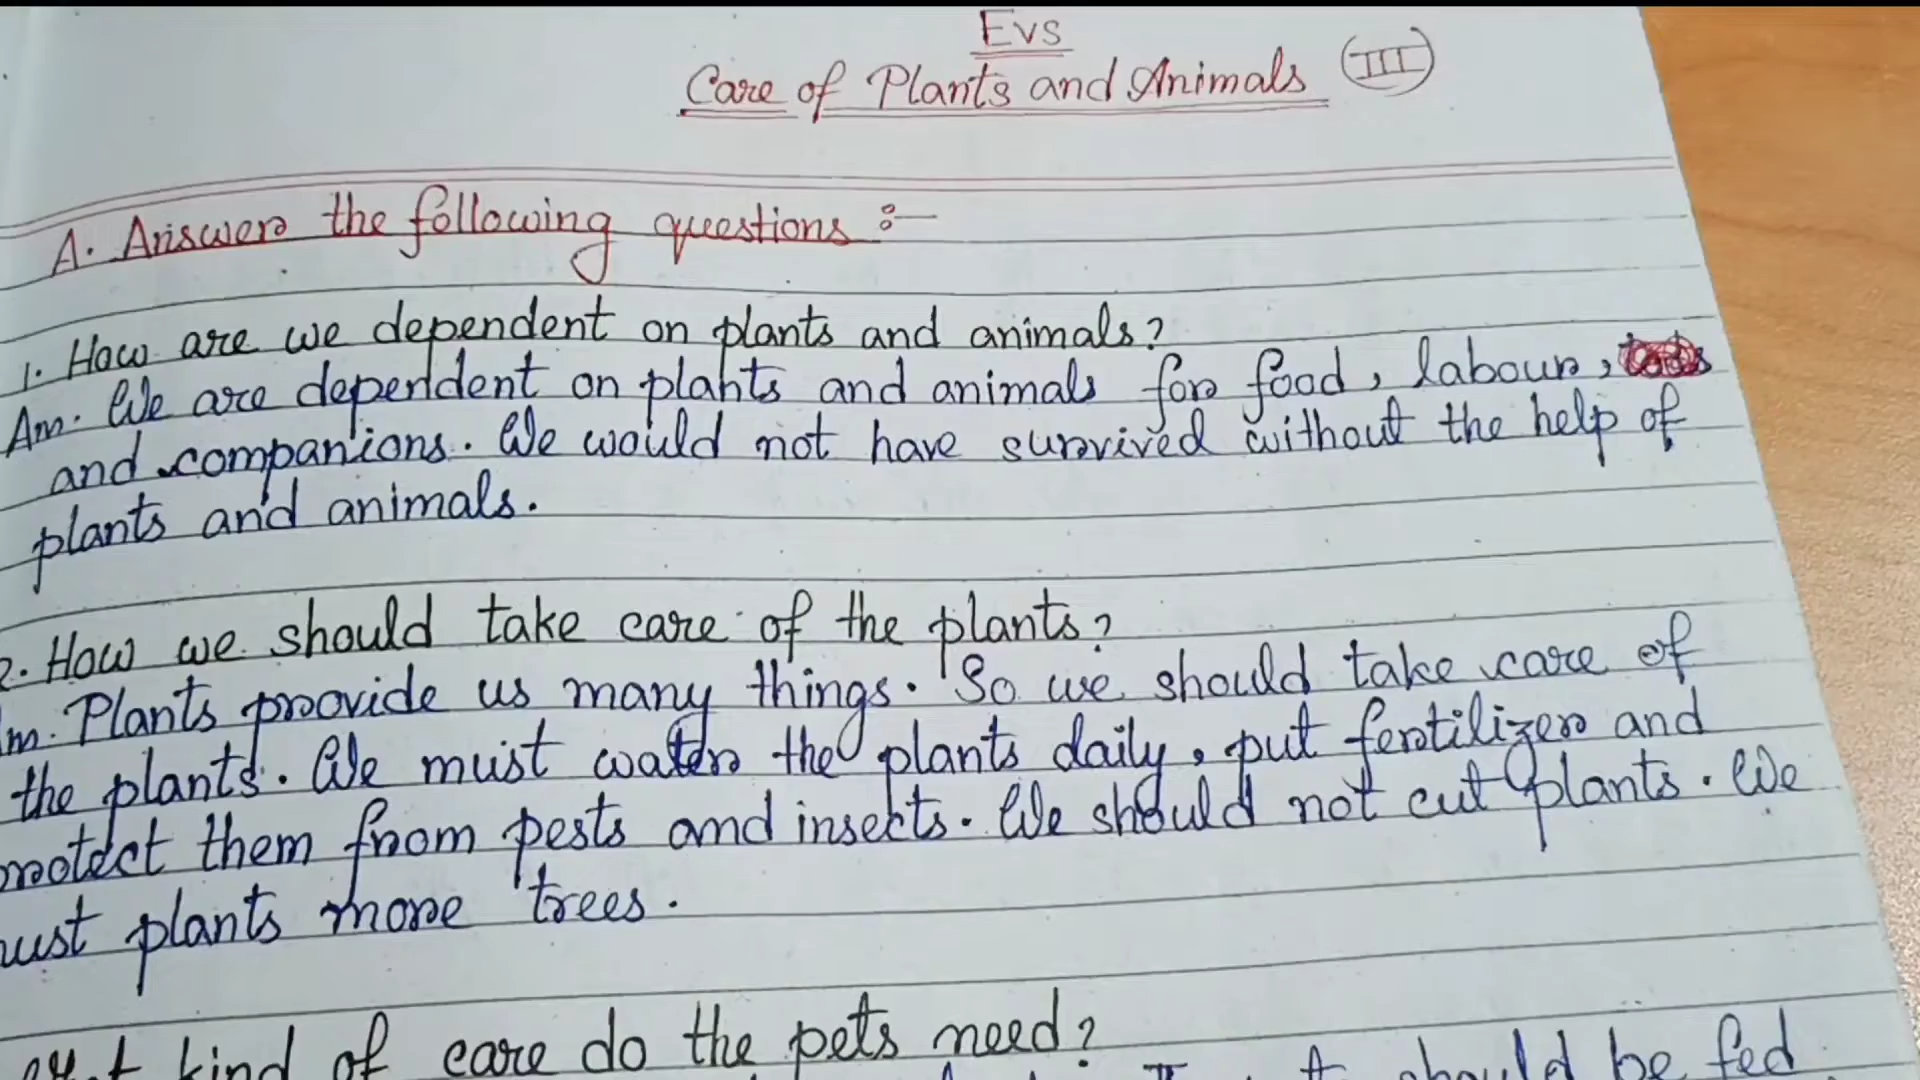 Evs
Care of Plants and Animals III
A. Answer the following questions :-
1. How are we dependent on plants and animals?
Ans. We are dependent on plants and animals for food, labour,
and companions. We would not have survived without the help of
plants and animals.
2. How we should take care of the plants?
Plants provide us many things. So we should take care of
the plants. We must water the plants daily, put fertilizer and
protect them from pests and insects. We should not cut plants. We
must plants more trees.
kind of care do the pets need?
should be fed